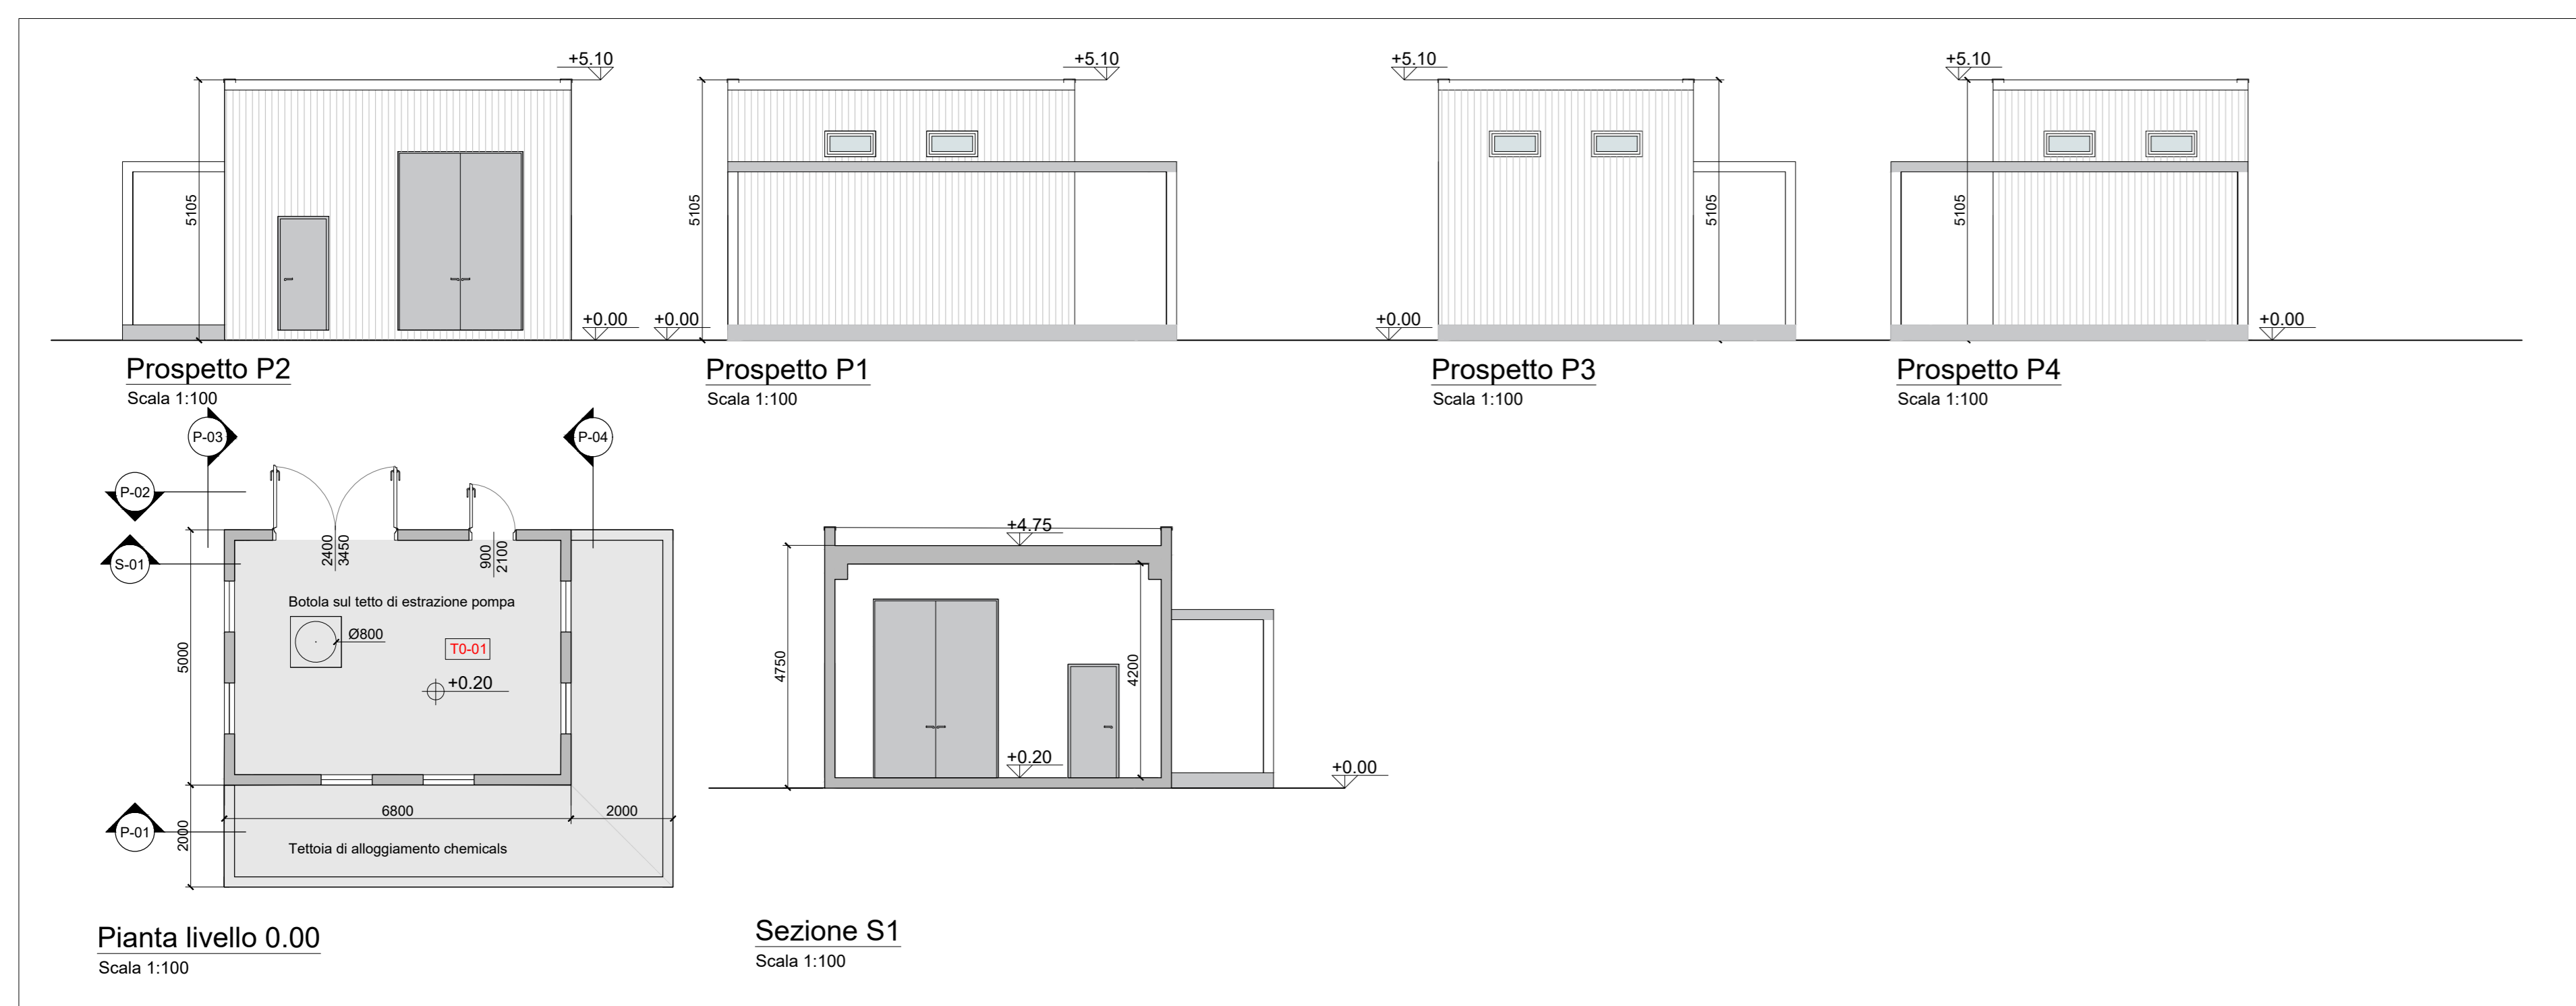 +5.10
5105
+0.00
Prospetto P2
Scala 1:100
+5.10
5105
+0.00
Prospetto P1
Scala 1:100
+5.10
5105
+0.00
Prospetto P3
Scala 1:100
+5.10
5105
+0.00
Prospetto P4
Scala 1:100
P-03
P-04
P-02
S-01
P-01
2400
3450
900
2100
Botola sul tetto di estrazione pompa
Ø800
T0-01
+0.20
5000
6800
2000
2000
Tettoia di alloggiamento chemicals
Pianta livello 0.00
Scala 1:100
+4.75
4750
4200
+0.20
+0.00
Sezione S1
Scala 1:100